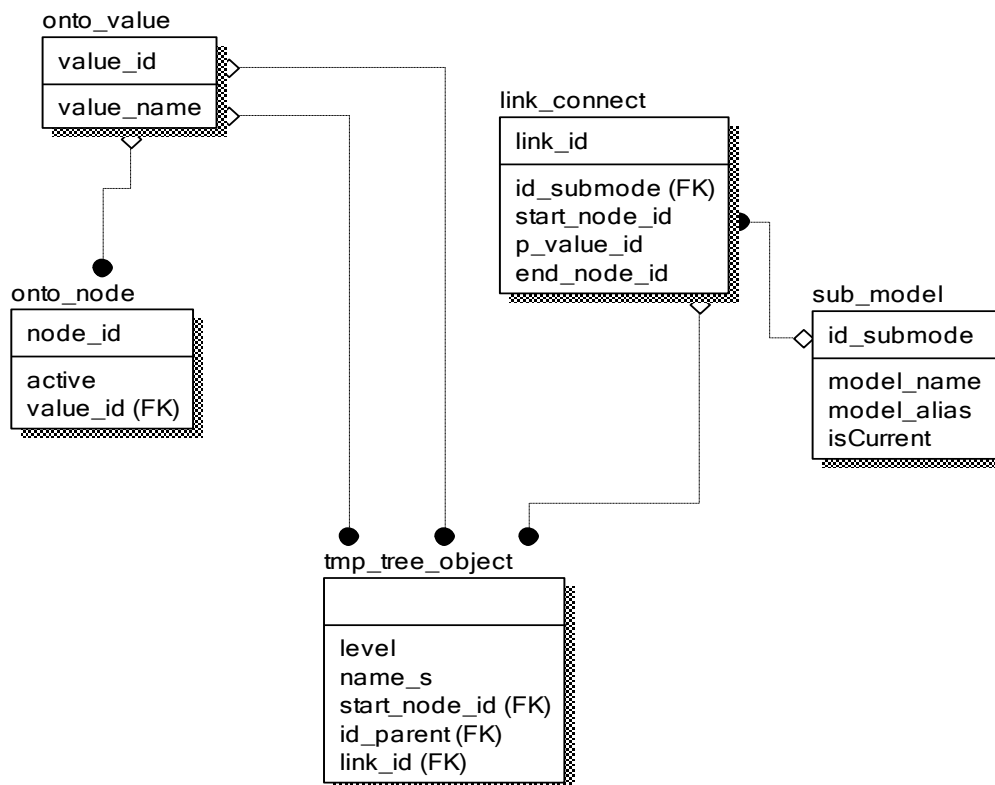 onto_value
value_id
value_name
link_connect
link_id
id_submode (FK)
start_node_id
p_value_id
end_node_id
onto_node
node_id
active
value_id (FK)
sub_model
id_submode
model_name
model_alias
isCurrent
tmp_tree_object
level
name_s
start_node_id (FK)
id_parent (FK)
link_id (FK)